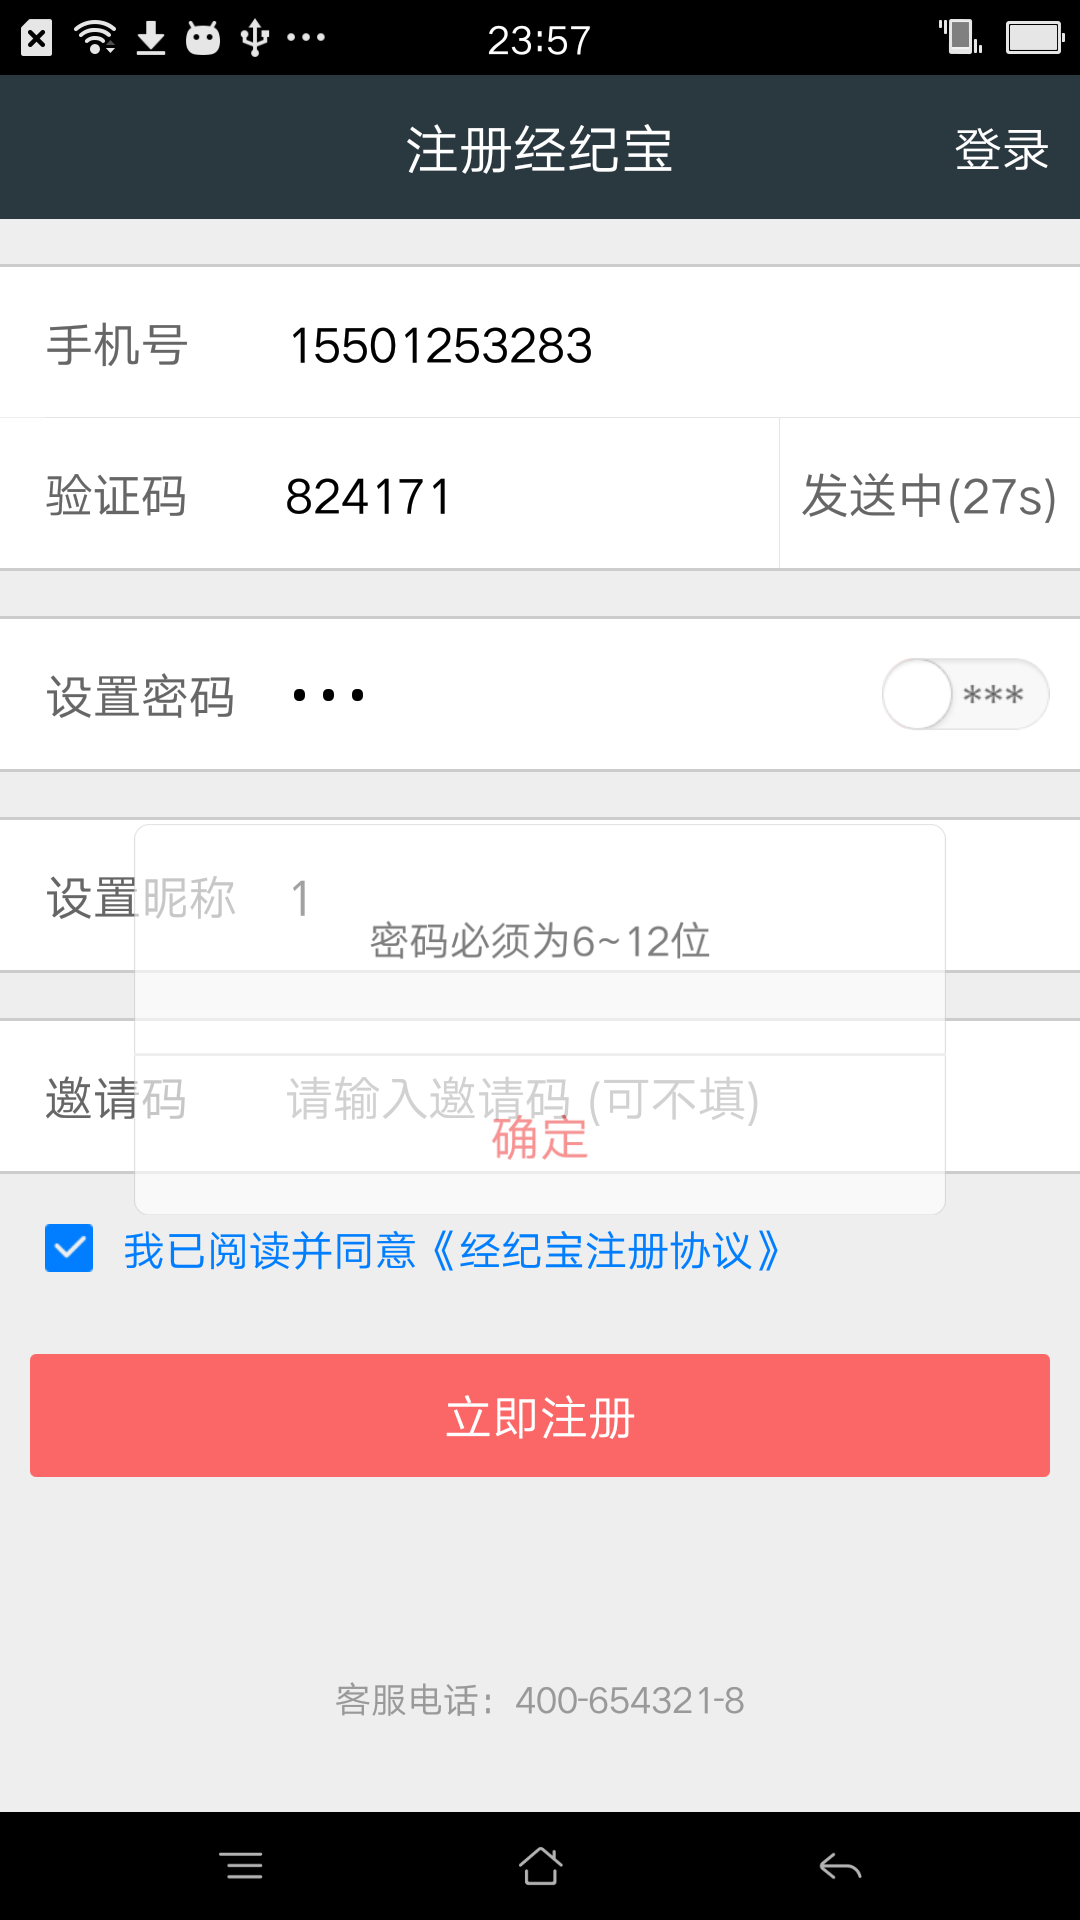 23:57
注册经纪宝
登录
手机号 15501253283
验证码 824171 发送中(27s)
设置密码 ••• ***
设置昵称 1
密码必须为6~12位
邀请码 请输入邀请码 (可不填)
确定
我已阅读并同意《经纪宝注册协议》
立即注册
客服电话：400-654321-8